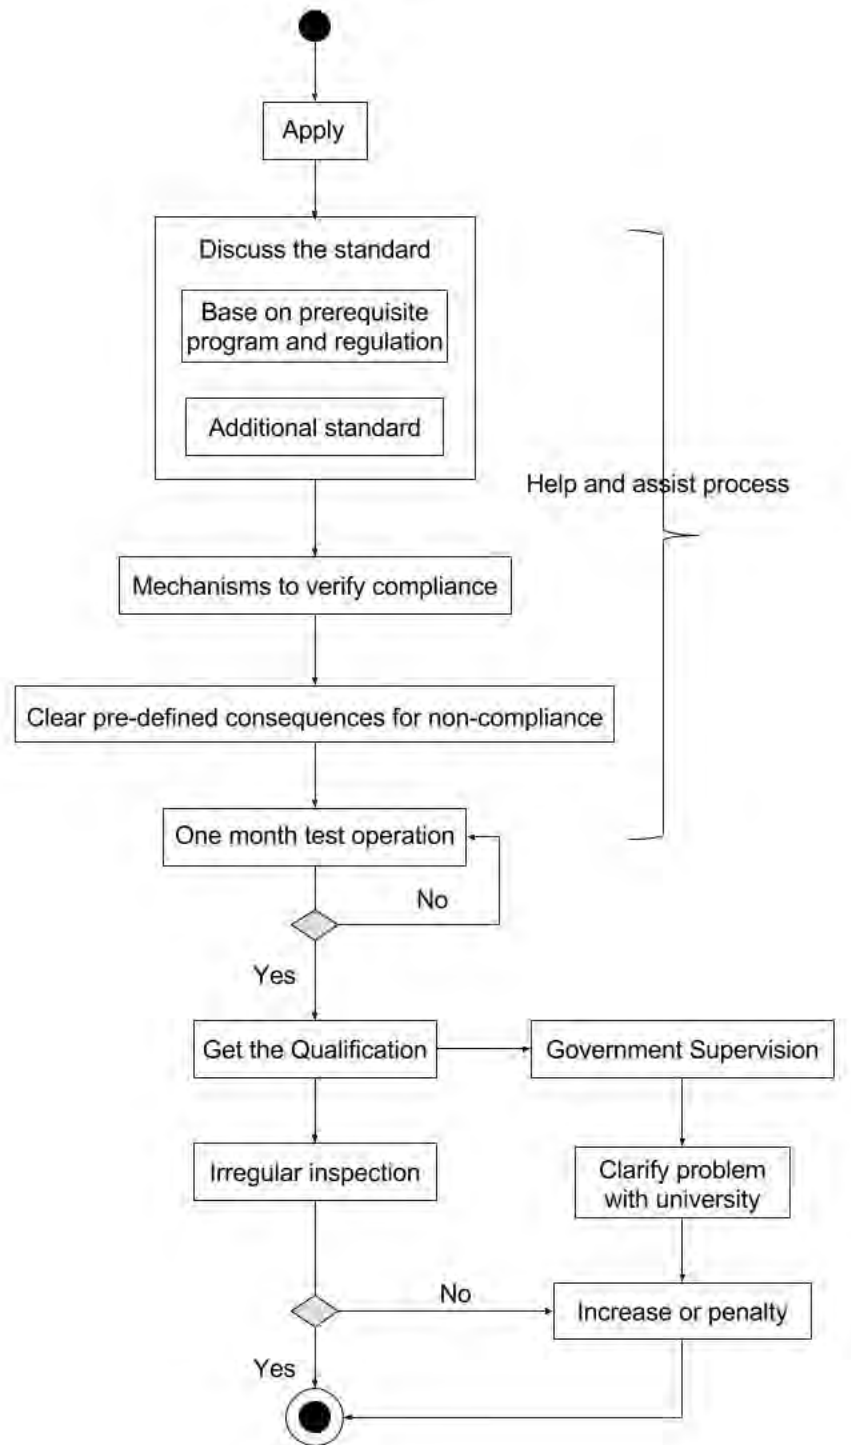 Apply
Discuss the standard
Base on prerequisite
program and regulation
Additional standard
Help and assist process
Mechanisms to verify compliance
Clear pre-defined consequences for non-compliance
One month test operation
No
Yes
Get the Qualification
Government Supervision
Irregular inspection
Clarify problem
with university
No
Increase or penalty
Yes